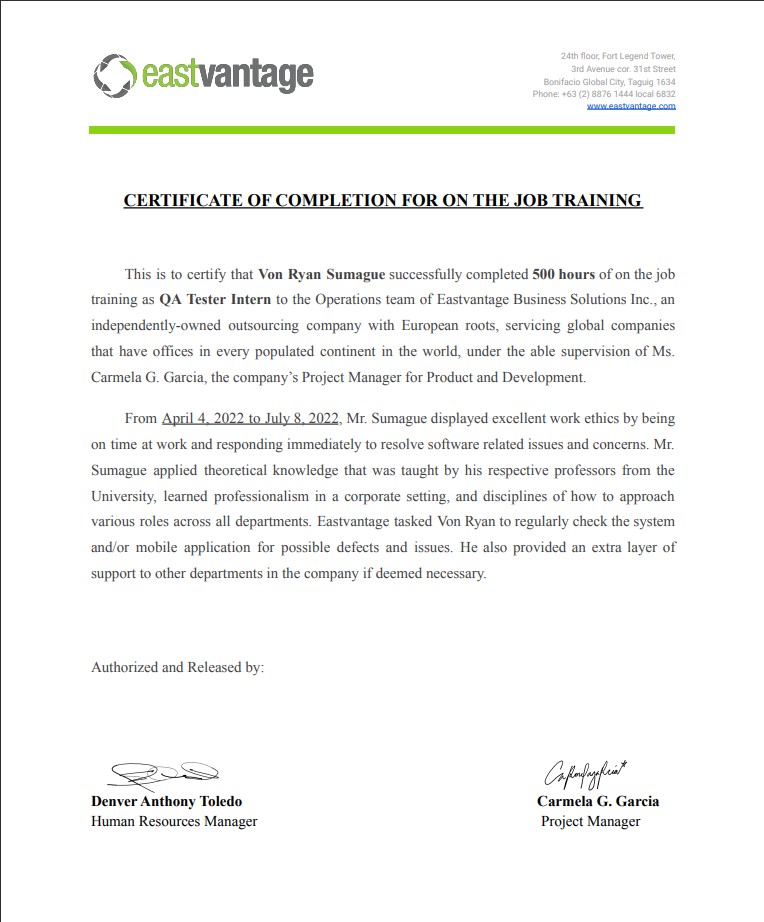 eastvantage
24th floor, Fort Legend Tower,
3rd Avenue cor. 31st Street
Bonifacio Global City, Taguig 1634
Phone: +63 (2) 8876 1444 local 6832
www.eastvantage.com
CERTIFICATE OF COMPLETION FOR ON THE JOB TRAINING
This is to certify that Von Ryan Sumague successfully completed 500 hours of on the job
training as QA Tester Intern to the Operations team of Eastvantage Business Solutions Inc., an
independently-owned outsourcing company with European roots, servicing global companies
that have offices in every populated continent in the world, under the able supervision of Ms.
Carmela G. Garcia, the company’s Project Manager for Product and Development.
From April 4, 2022 to July 8, 2022, Mr. Sumague displayed excellent work ethics by being
on time at work and responding immediately to resolve software related issues and concerns. Mr.
Sumague applied theoretical knowledge that was taught by his respective professors from the
University, learned professionalism in a corporate setting, and disciplines of how to approach
various roles across all departments. Eastvantage tasked Von Ryan to regularly check the system
and/or mobile application for possible defects and issues. He also provided an extra layer of
support to other departments in the company if deemed necessary.
Authorized and Released by:
Denver Anthony Toledo
Human Resources Manager
Carmela G. Garcia
Project Manager